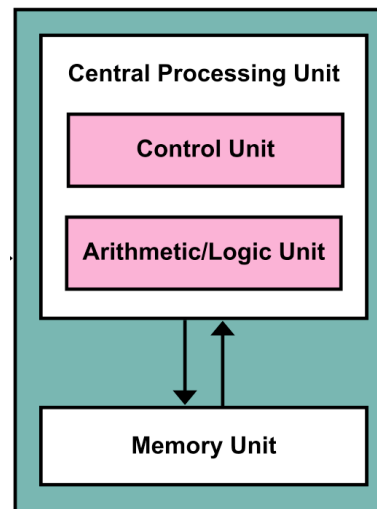 Central Processing Unit
Control Unit
Arithmetic/Logic Unit
Memory Unit